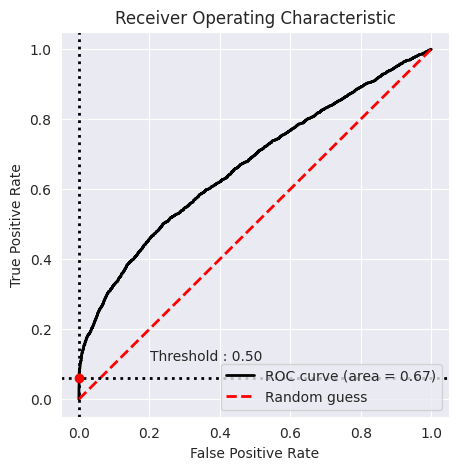 Receiver Operating Characteristic
1.0
0.8
0.6
0.4
0.2
0.0
True Positive Rate
Threshold : 0.50
ROC curve (area = 0.67)
Random guess
0.0 0.2 0.4 0.6 0.8 1.0
False Positive Rate